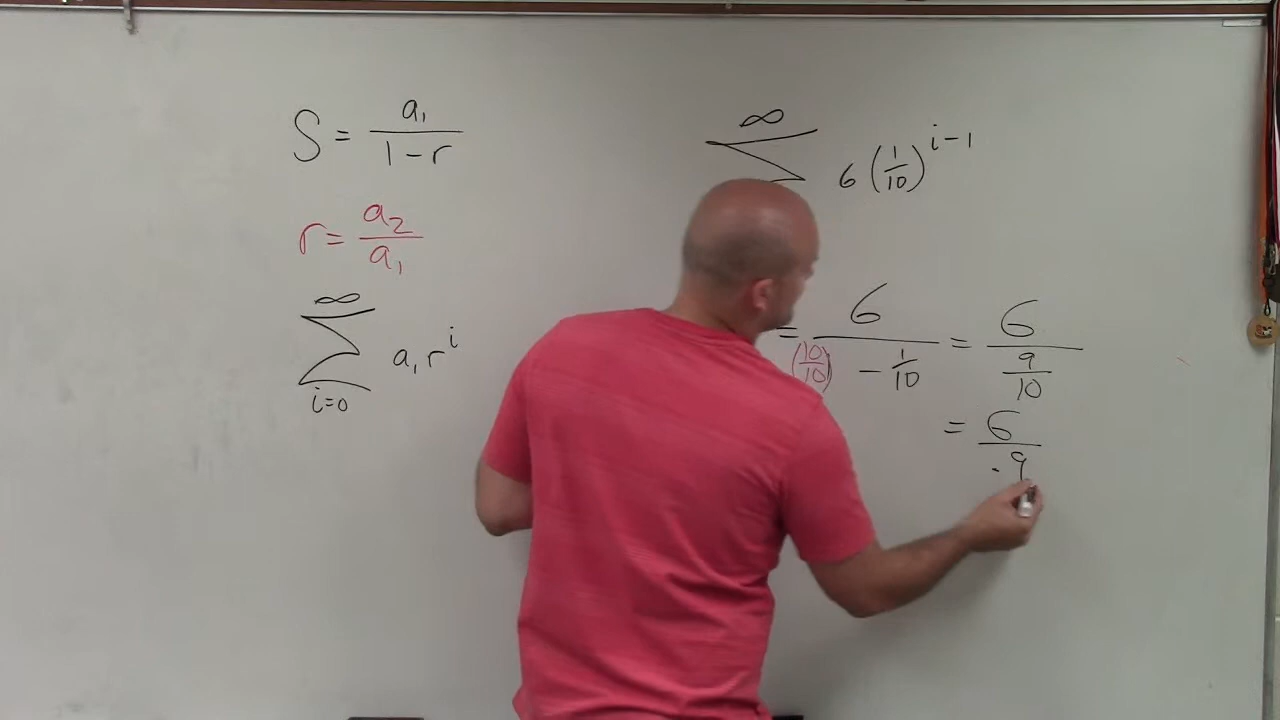 S = a₁/(1-r)
r = a₂/a₁
∞
Σ a₁rⁱ
i=0
∞
Σ 6(1/10)^(i-1)
= 6/((10/10) - 1/10) = 6/(9/10)
= 6/.9